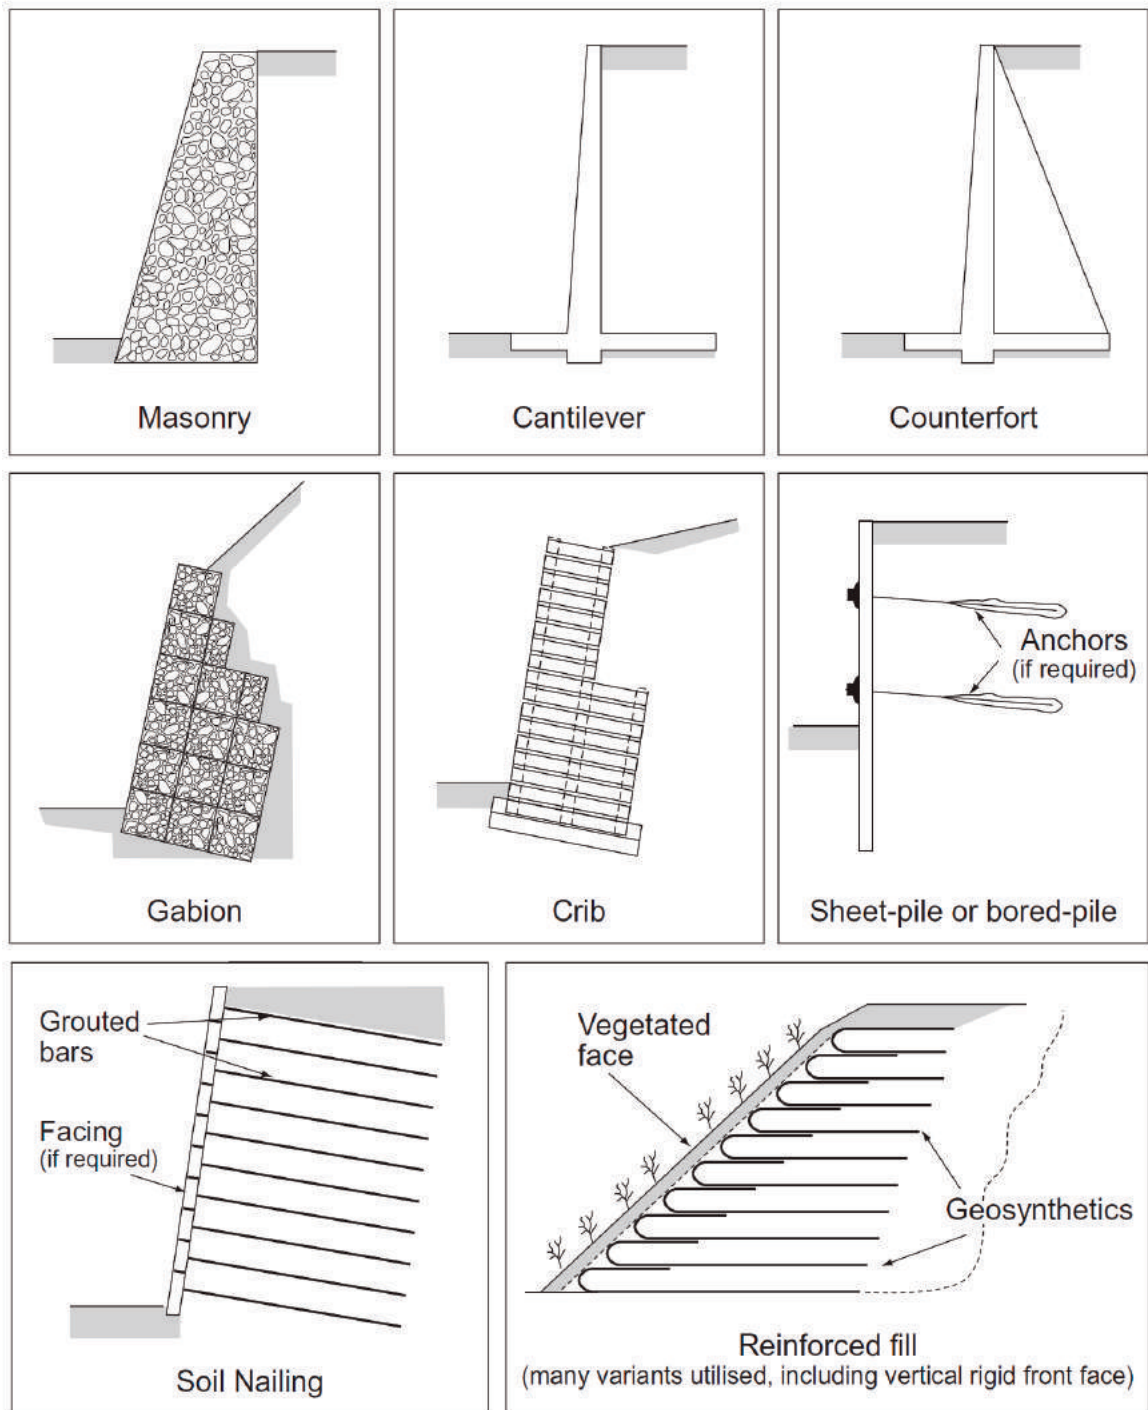 Masonry
Cantilever
Counterfort
Gabion
Crib
Anchors
(if required)
Sheet-pile or bored-pile
Grouted
bars
Facing
(if required)
Soil Nailing
Vegetated
face
Geosynthetics
Reinforced fill
(many variants utilised, including vertical rigid front face)